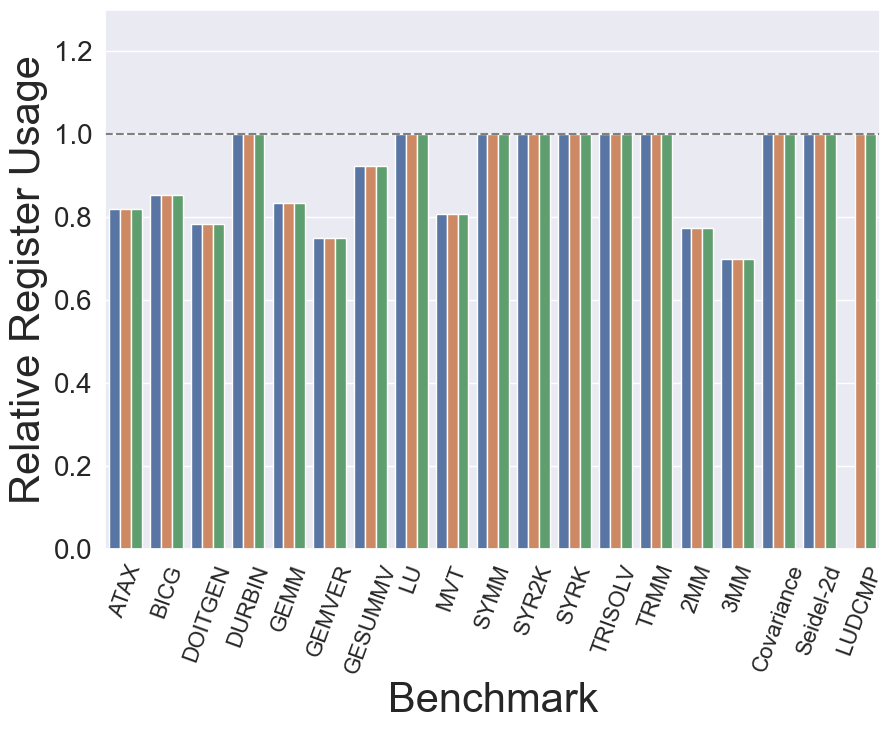 Relative Register Usage
1.2
1.0
0.8
0.6
0.4
0.2
0.0
ATAX
BICG
DOITGEN
DURBIN
GEMM
GEMVER
GESUMMV
LU
MVT
SYMM
SYR2K
SYRK
TRISOLV
TRMM
2MM
3MM
Covariance
Seidel-2d
LUDCMP
Benchmark